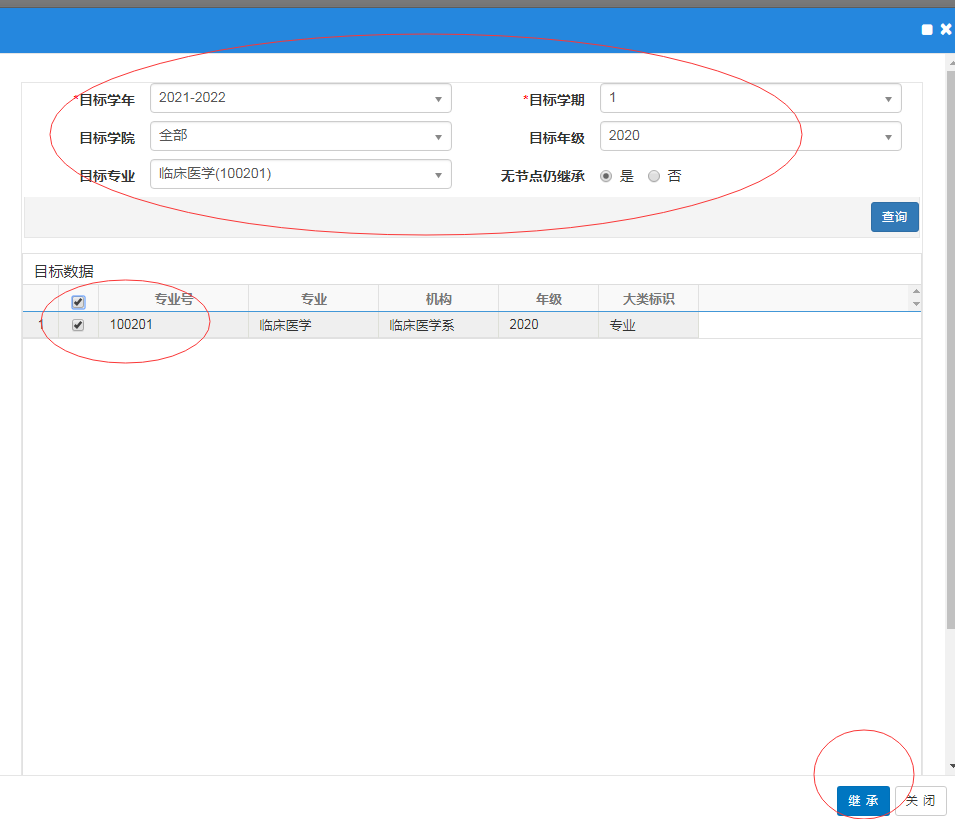 *目标学年 2021-2022 *目标学期 1
目标学院 全部 目标年级 2020
目标专业 临床医学(100201) 无节点仍继承 是 否
查询
目标数据
专业号 专业 机构 年级 大类标识
1 100201 临床医学 临床医学系 2020 专业
继 承 关 闭